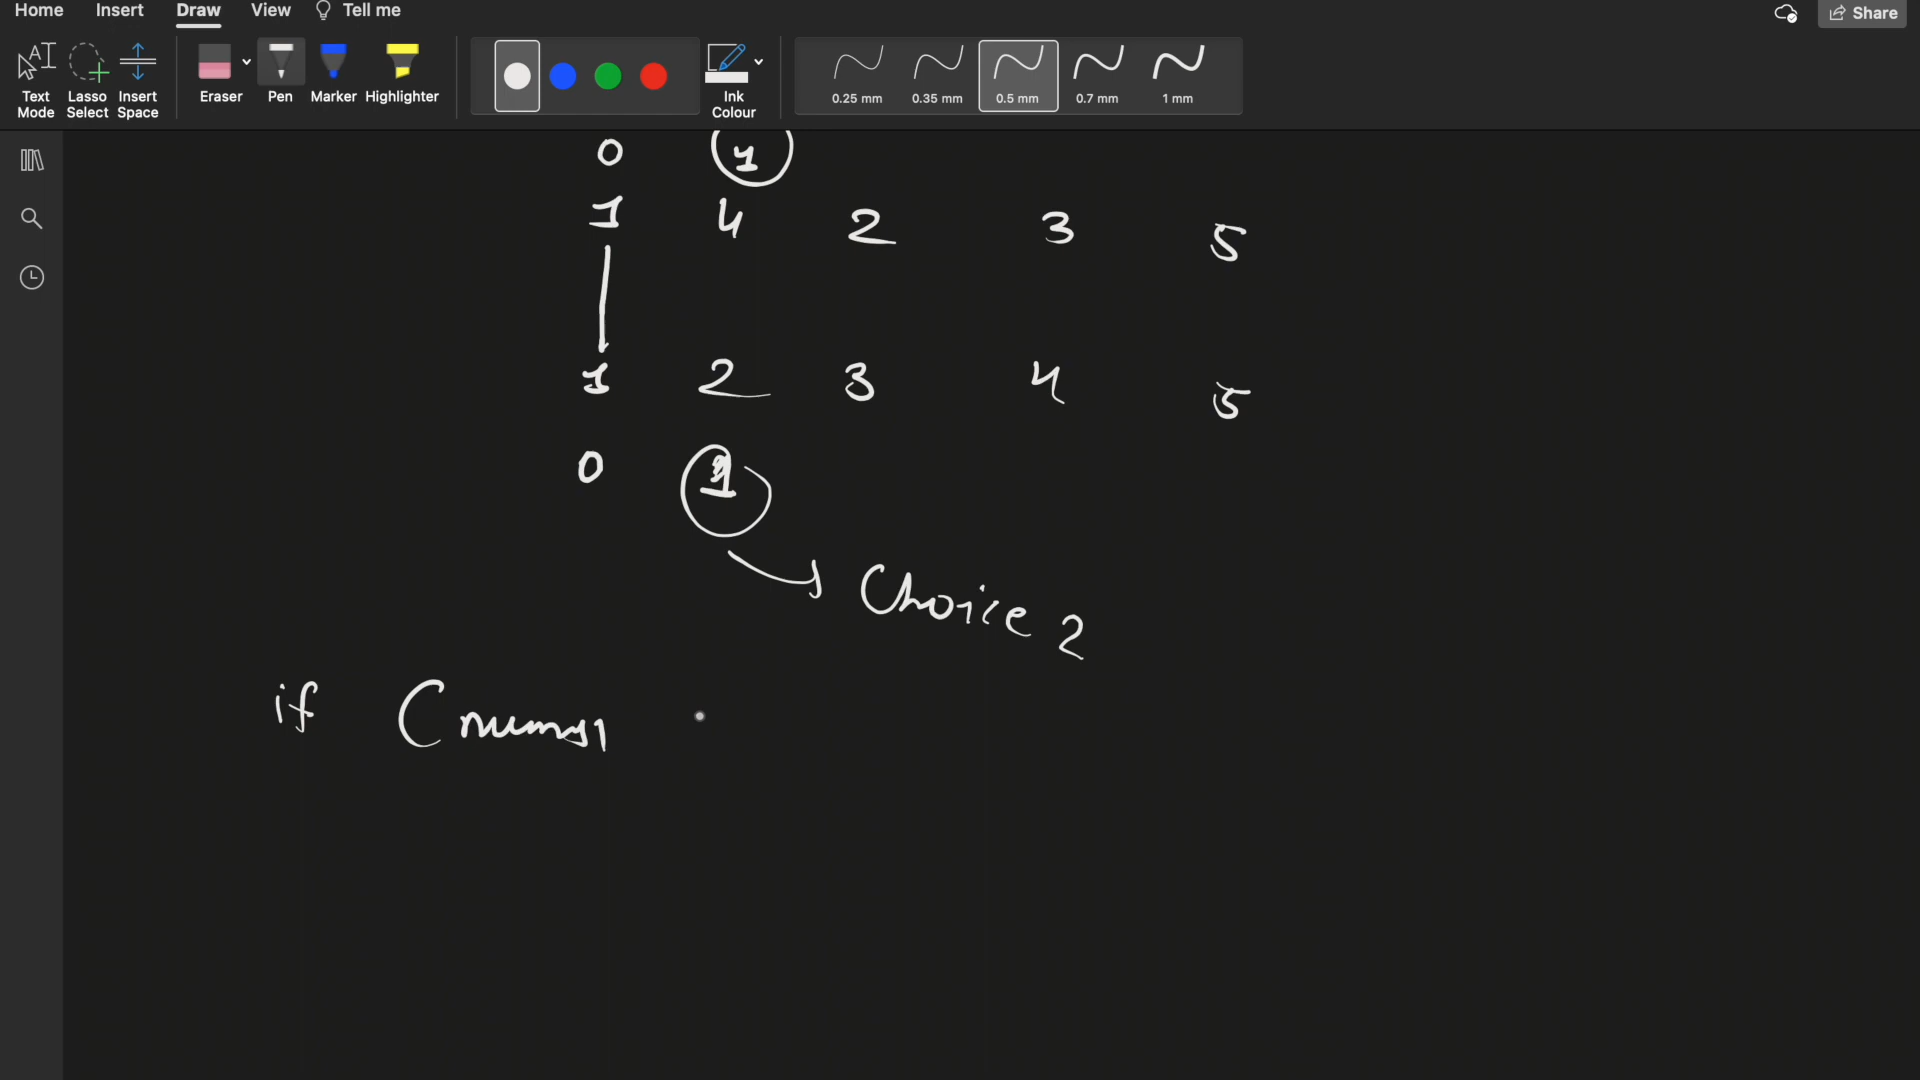 Home Insert Draw View Tell me Share
Text Mode Lasso Select Insert Space Eraser Pen Marker Highlighter Ink Colour 0.25 mm 0.35 mm 0.5 mm 0.7 mm 1 mm
0 1
1 4 2 3 5
1 2 3 4 5
0 1
Choice 2
if (nums1